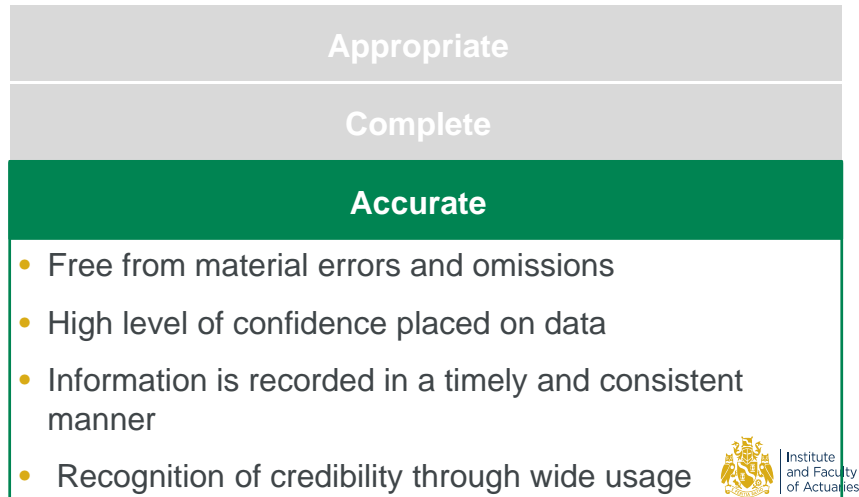 Appropriate
Complete
Accurate
• Free from material errors and omissions
• High level of confidence placed on data
• Information is recorded in a timely and consistent
manner
• Recognition of credibility through wide usage
Institute
and Faculty
of Actuaries